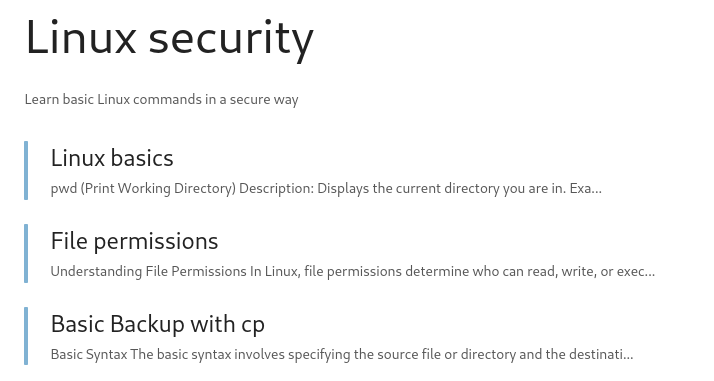 Linux security
Learn basic Linux commands in a secure way
Linux basics
pwd (Print Working Directory) Description: Displays the current directory you are in. Exa...
File permissions
Understanding File Permissions In Linux, file permissions determine who can read, write, or exec...
Basic Backup with cp
Basic Syntax The basic syntax involves specifying the source file or directory and the destinati...